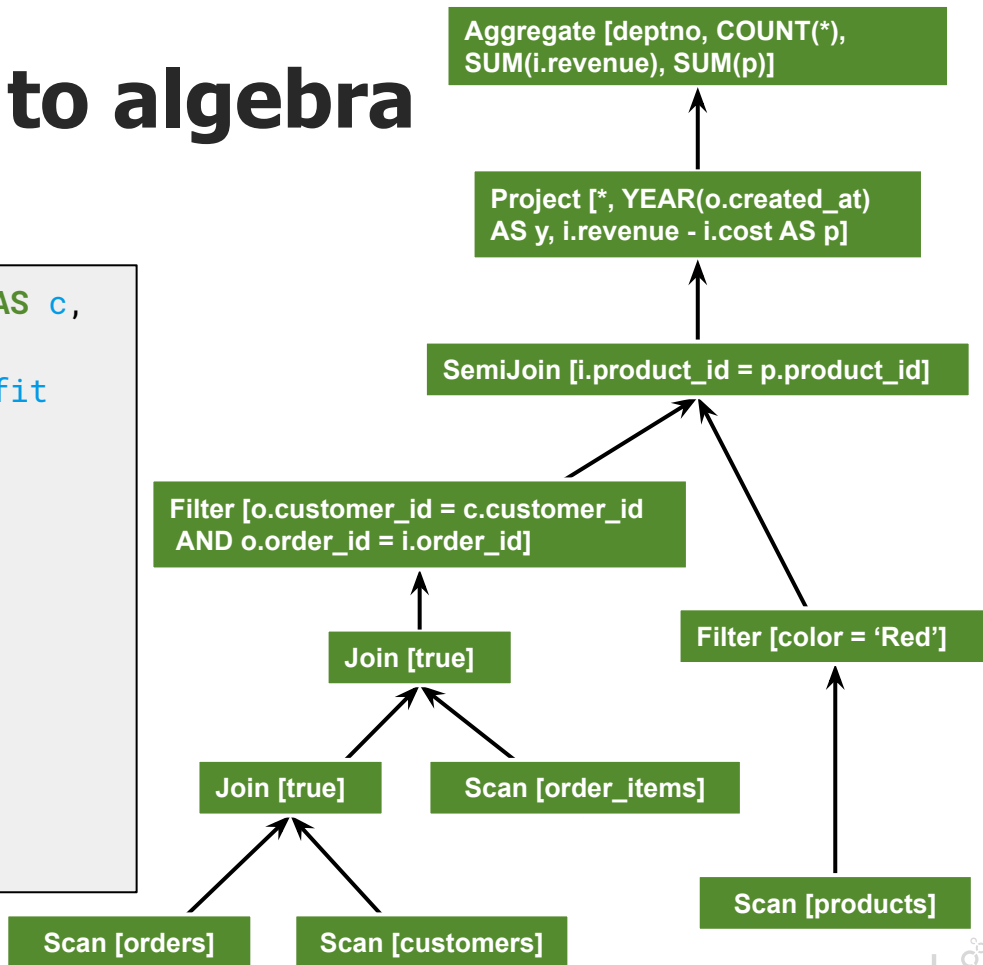 to algebra
AS c,
fit
Aggregate [deptno, COUNT(*),
SUM(i.revenue), SUM(p)]
Project [*, YEAR(o.created_at)
AS y, i.revenue - i.cost AS p]
SemiJoin [i.product_id = p.product_id]
Filter [o.customer_id = c.customer_id
AND o.order_id = i.order_id]
Filter [color = ‘Red’]
Join [true]
Join [true]
Scan [order_items]
Scan [products]
Scan [orders]
Scan [customers]